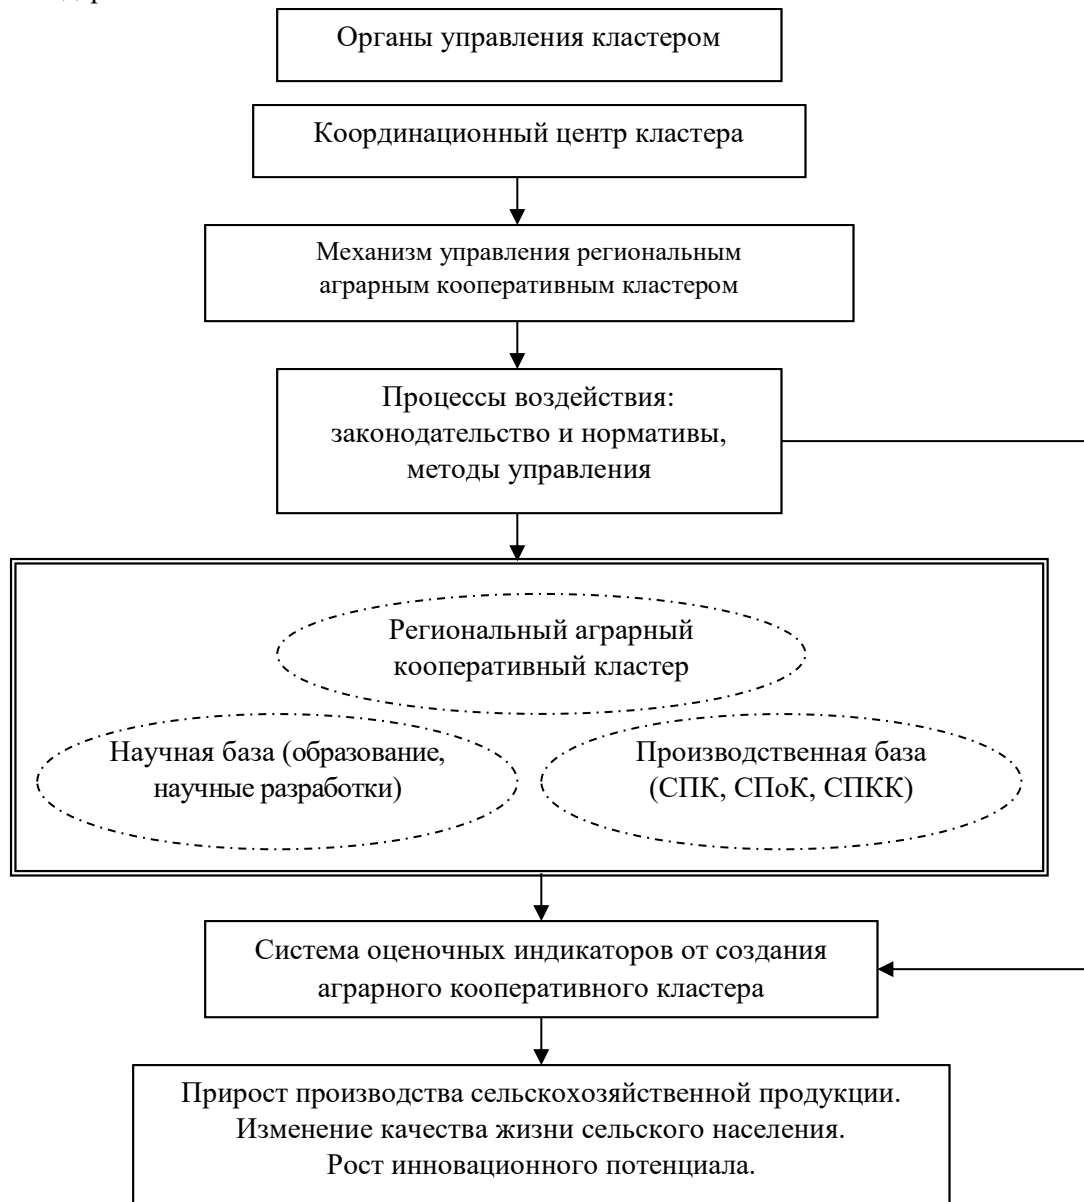 Органы управления кластером
Координационный центр кластера
Механизм управления региональным
аграрным кооперативным кластером
Процессы воздействия:
законодательство и нормативы,
методы управления
Региональный аграрный
кооперативный кластер
Научная база (образование,
научные разработки)
Производственная база
(СПК, СПоК, СПКК)
Система оценочных индикаторов от создания
аграрного кооперативного кластера
Прирост производства сельскохозяйственной продукции.
Изменение качества жизни сельского населения.
Рост инновационного потенциала.